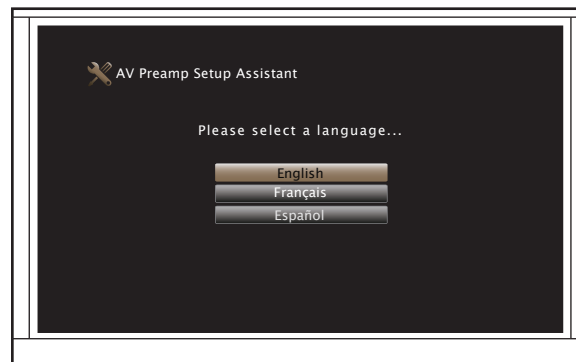 AV Preamp Setup Assistant
Please select a language...
English
Français
Español